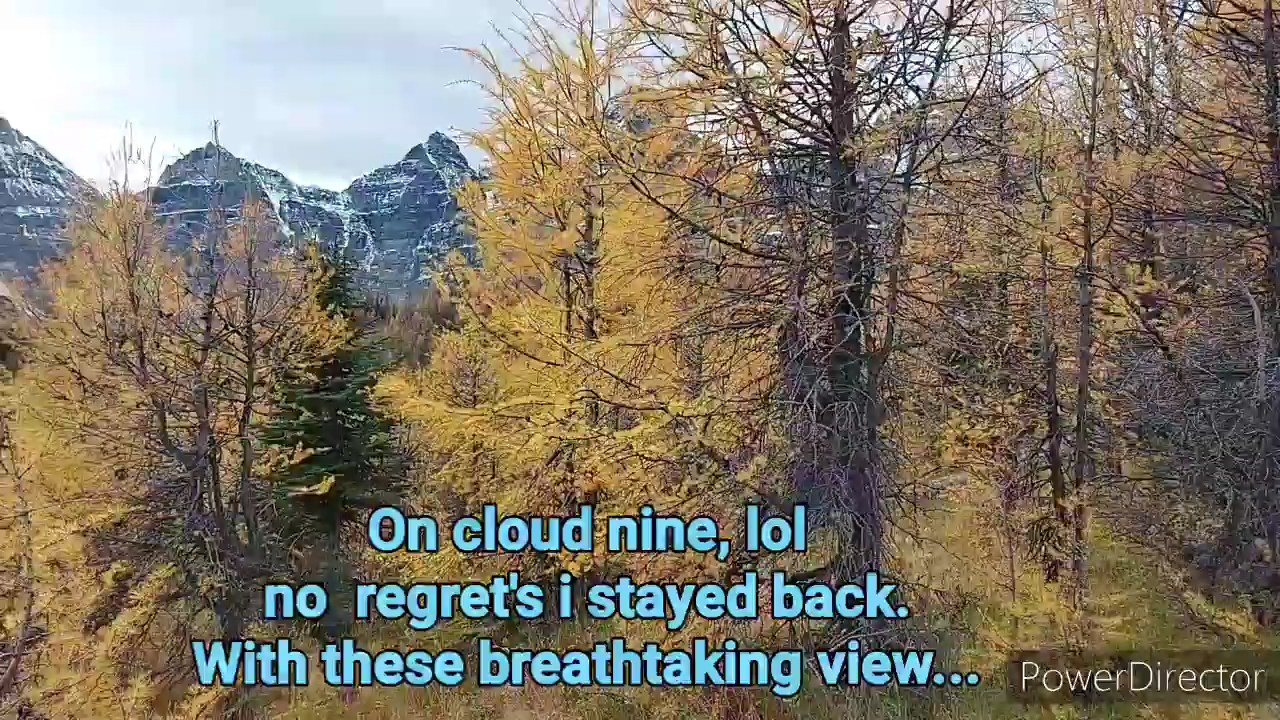 On cloud nine, lol
no  regret's i stayed back.
With these breathtaking view...
PowerDirector